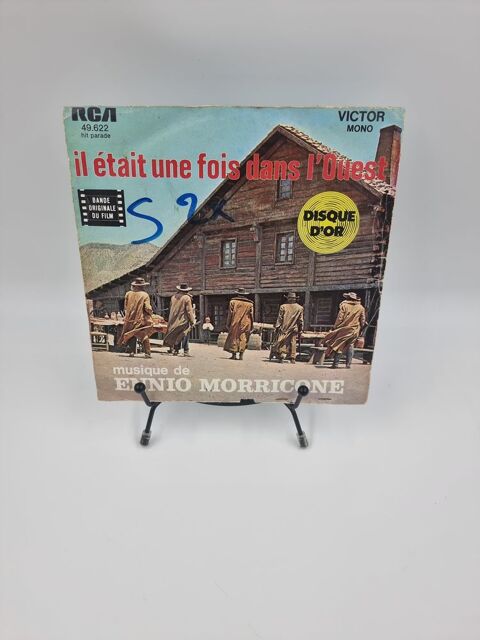 RCA
49.622
hit parade
VICTOR
MONO
il était une fois dans l'Ouest
BANDE
ORIGINALE
DU FILM
DISQUE
D'OR
musique de
ENNIO MORRICONE